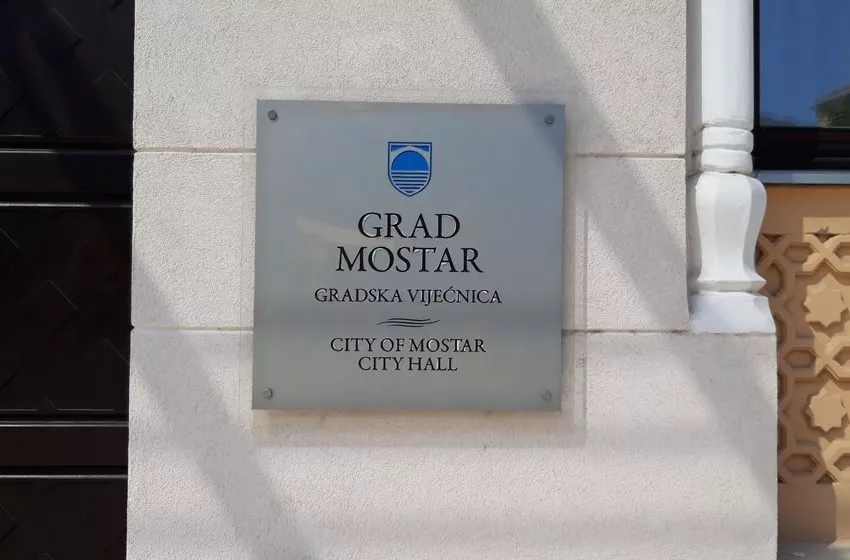 GRAD
MOSTAR
GRADSKA VIJEĆNICA
CITY OF MOSTAR
CITY HALL